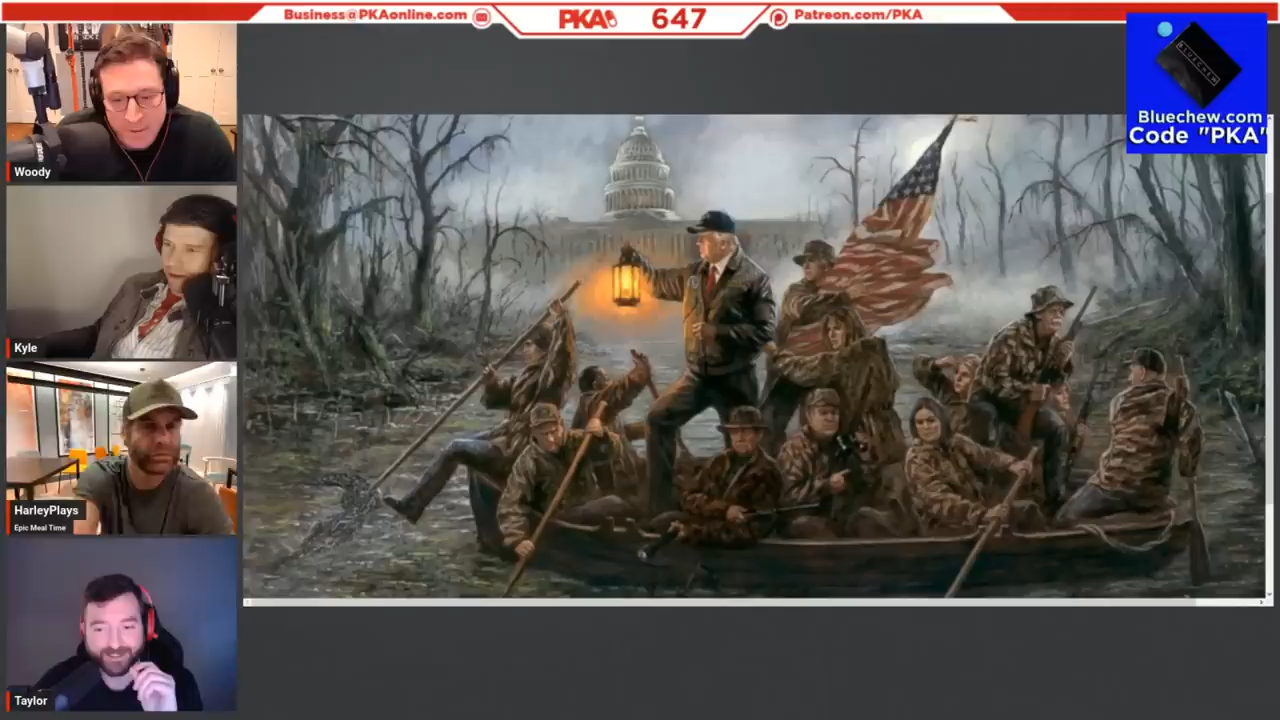 Business@PKAonline.com
PKA
647
Patreon.com/PKA
BLUECHEW
Bluechew.com
Code "PKA"
Woody
Kyle
HarleyPlays
Epic Meal Time
Taylor